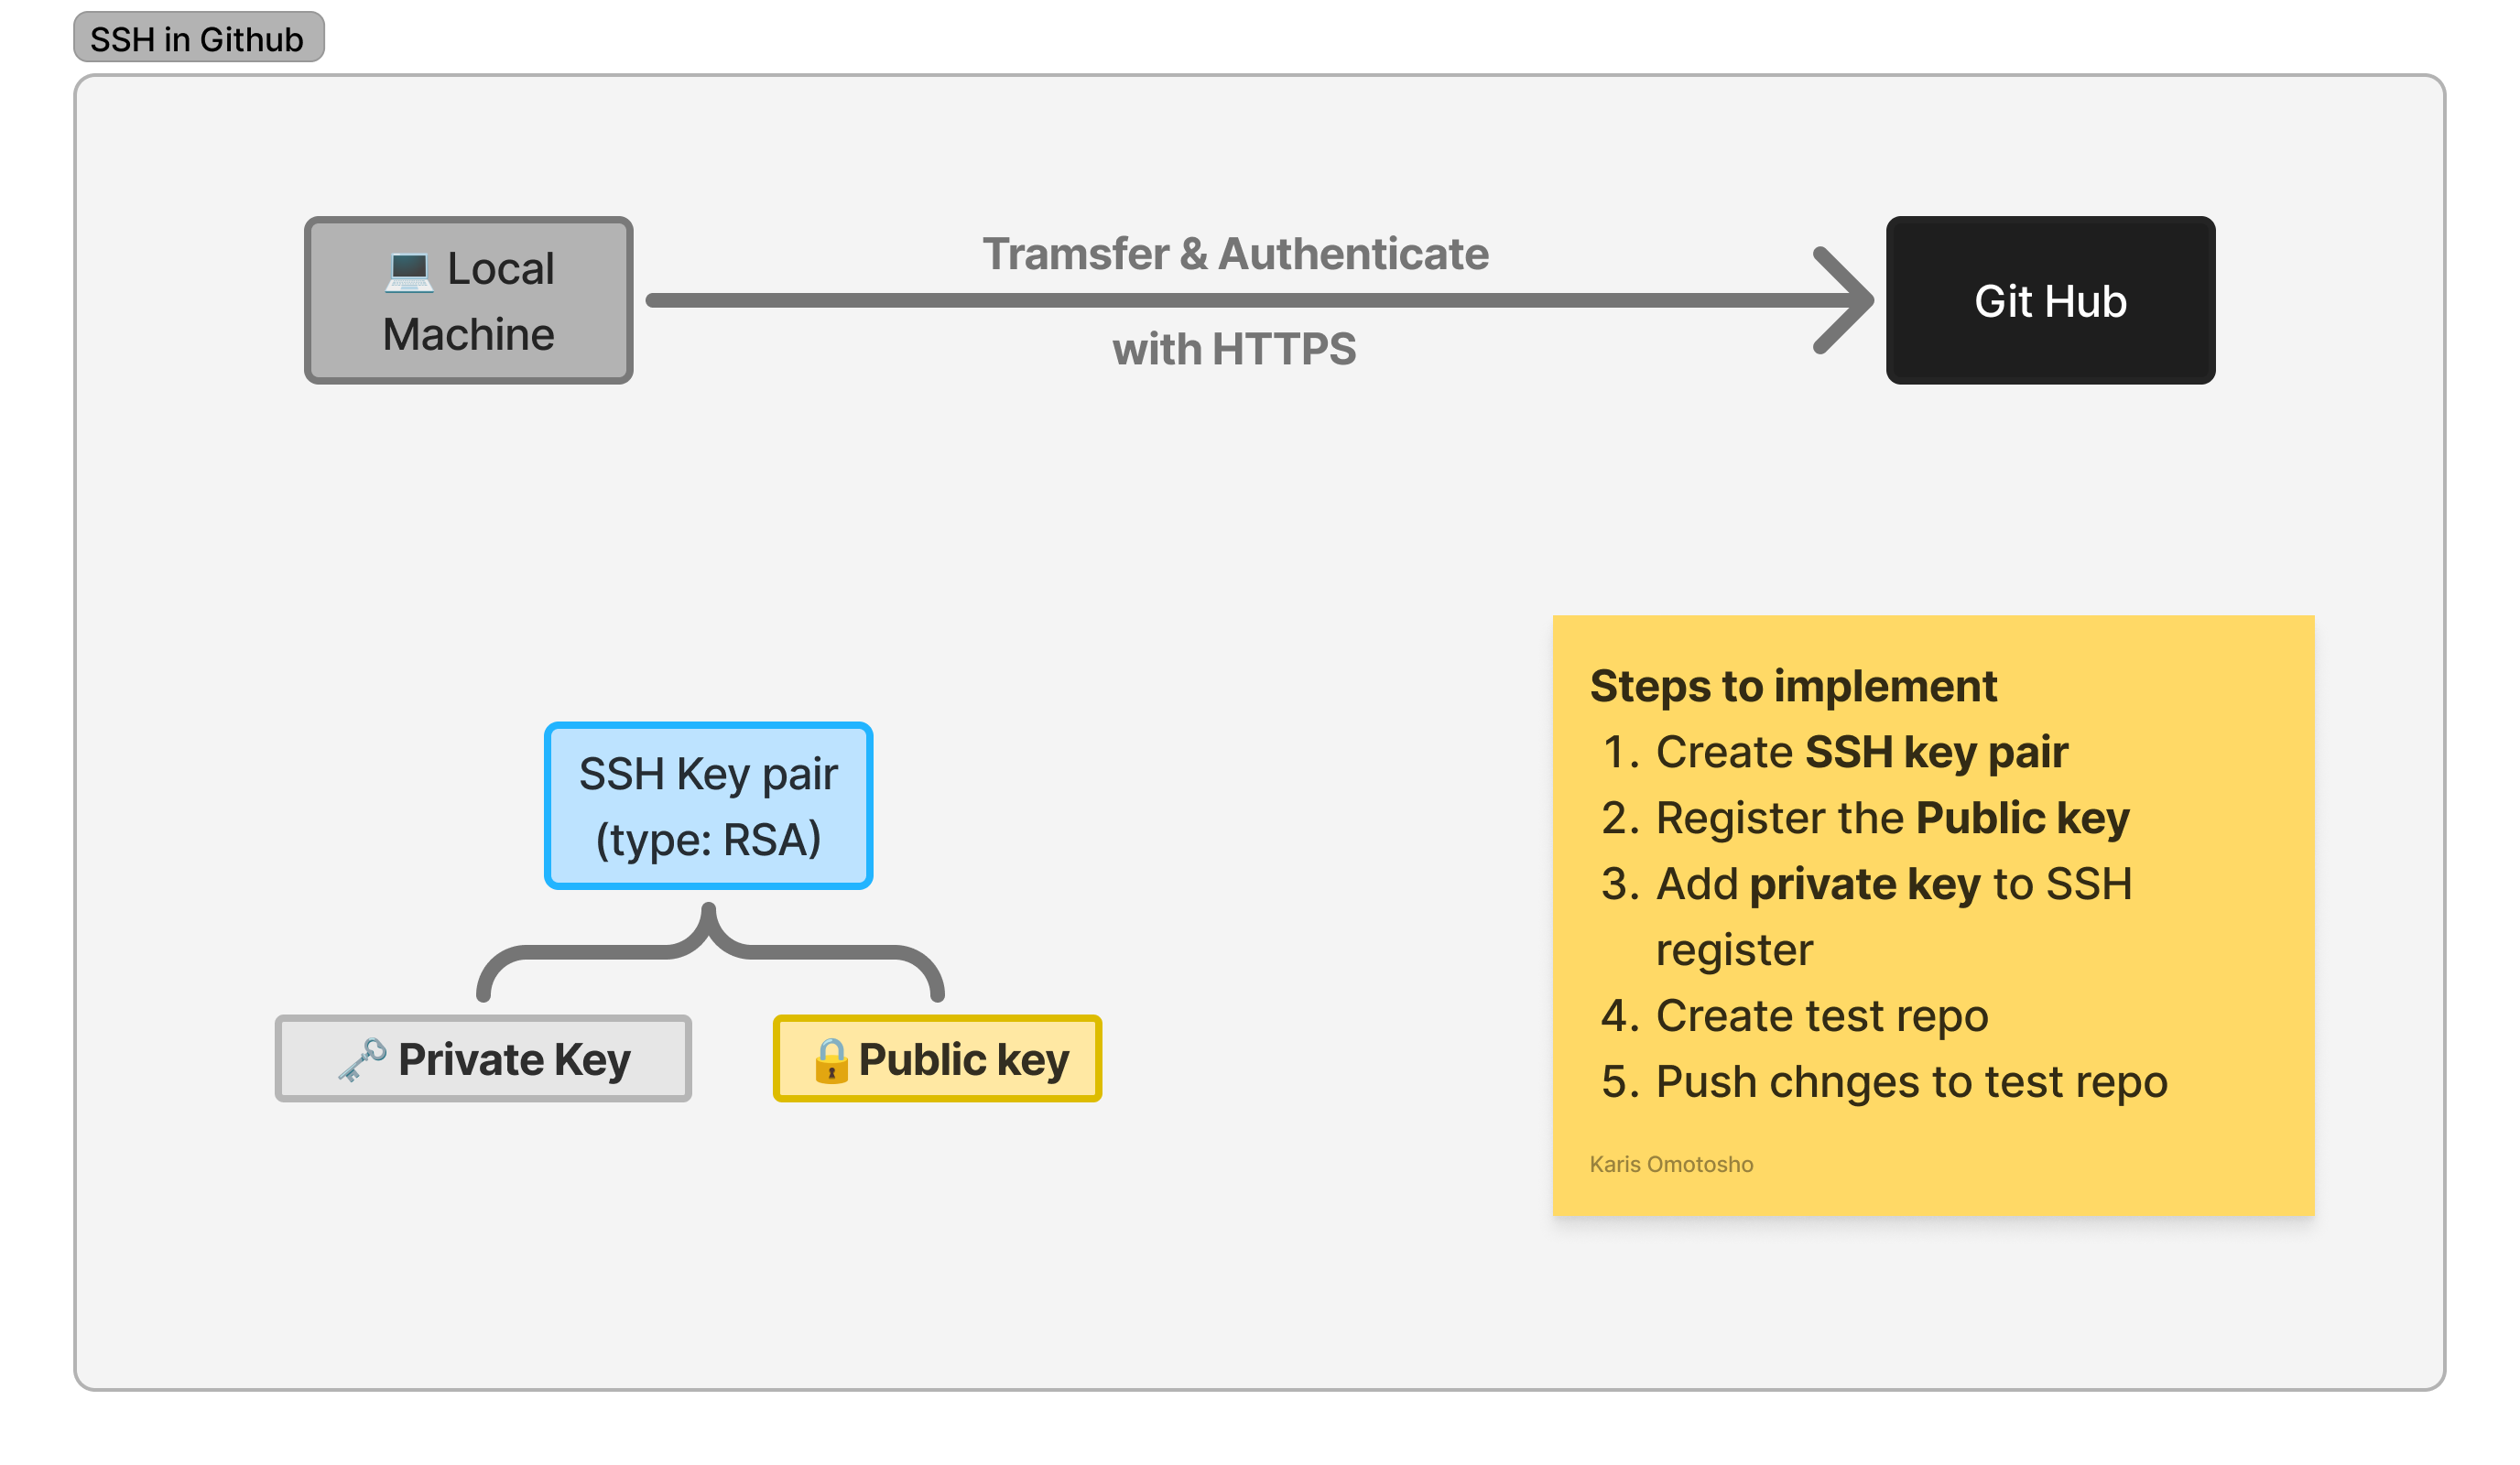 SSH in Github
💻 Local
Machine
Tramsfer & Authenticate
with HTTPS
Git Hub
SSH Key pair
(type: RSA)
🗝️ Private Key
🔒Public key
Steps to implement
1. Create SSH key pair
2. Register the Public key
3. Add private key to SSH
register
4. Create test repo
5. Push chnges to test repo
Karis Omotosho